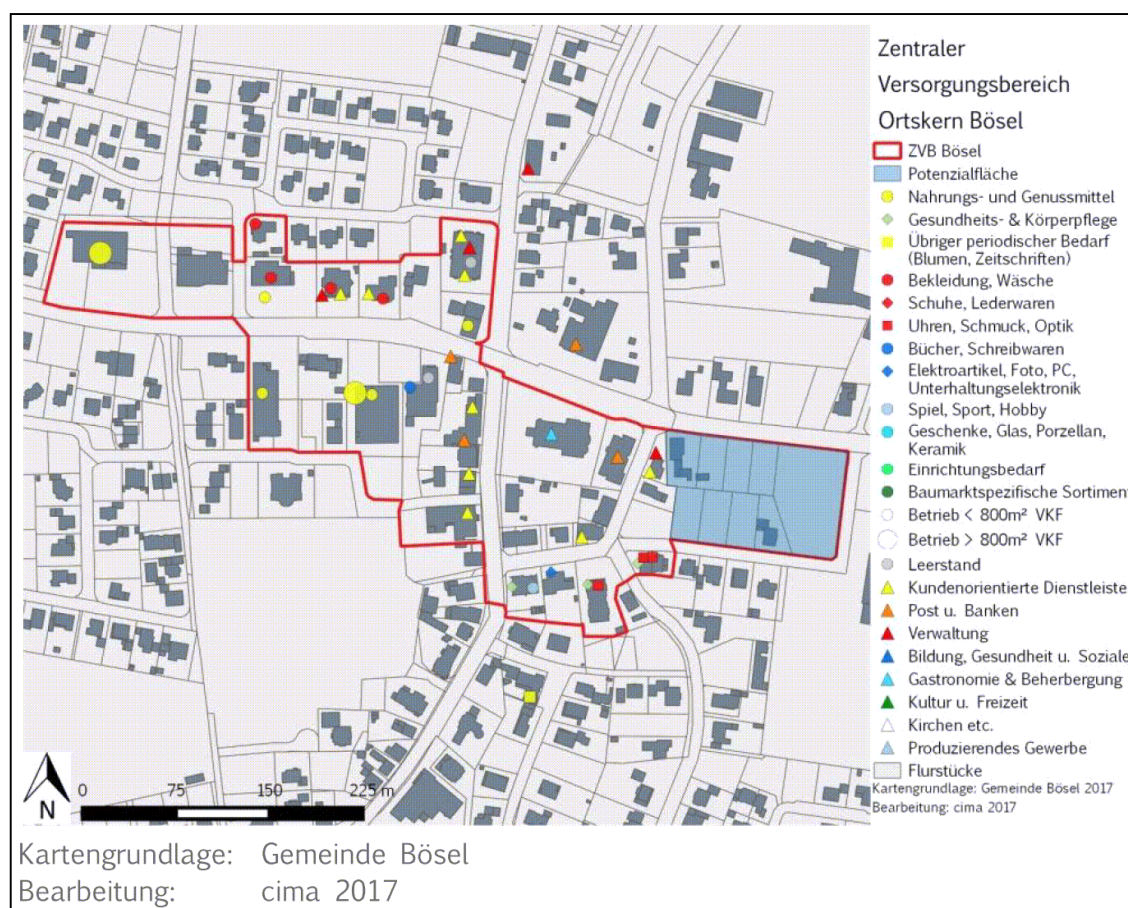 Zentraler
Versorgungsbereich
Ortskern Bösel
ZVB Bösel
Potenzialfläche
Nahrungs- und Genussmittel
Gesundheits- & Körperpflege
Übriger periodischer Bedarf
(Blumen, Zeitschriften)
Bekleidung, Wäsche
Schuhe, Lederwaren
Uhren, Schmuck, Optik
Bücher, Schreibwaren
Elektroartikel, Foto, PC,
Unterhaltungselektronik
Spiel, Sport, Hobby
Geschenke, Glas, Porzellan,
Keramik
Einrichtungsbedarf
Baumarktspezifische Sortiment
Betrieb < 800m² VKF
Betrieb > 800m² VKF
Leerstand
Kundenorientierte Dienstleiste
Post u. Banken
Verwaltung
Bildung, Gesundheit u. Soziale
Gastronomie & Beherbergung
Kultur u. Freizeit
Kirchen etc.
Produzierendes Gewerbe
Flurstücke
Kartengrundlage: Gemeinde Bösel 2017
Bearbeitung: cima 2017
N
0 75 150 225 m
Kartengrundlage: Gemeinde Bösel
Bearbeitung: cima 2017